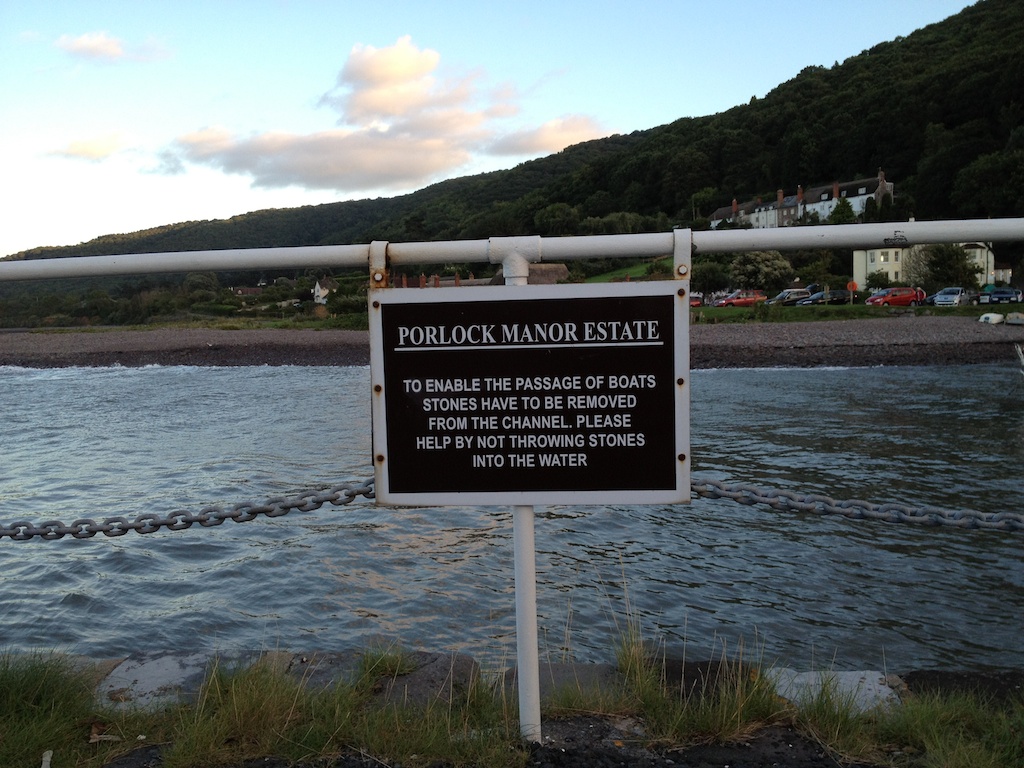 PORLOCK MANOR ESTATE
TO ENABLE THE PASSAGE OF BOATS
STONES HAVE TO BE REMOVED
FROM THE CHANNEL. PLEASE
HELP BY NOT THROWING STONES
INTO THE WATER